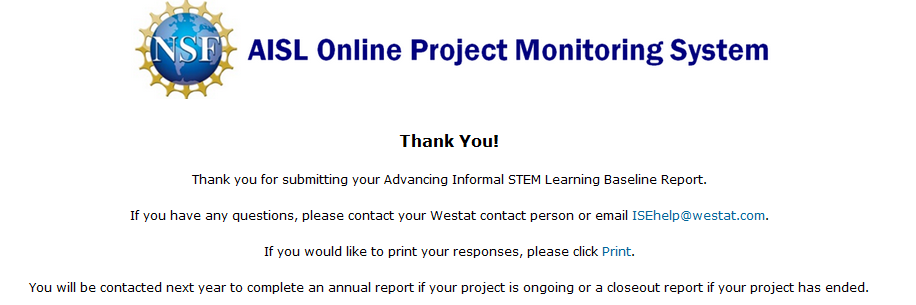 NSF AISL Online Project Monitoring System
Thank You!
Thank you for submitting your Advancing Informal STEM Learning Baseline Report.
If you have any questions, please contact your Westat contact person or email ISEhelp@westat.com.
If you would like to print your responses, please click Print.
You will be contacted next year to complete an annual report if your project is ongoing or a closeout report if your project has ended.